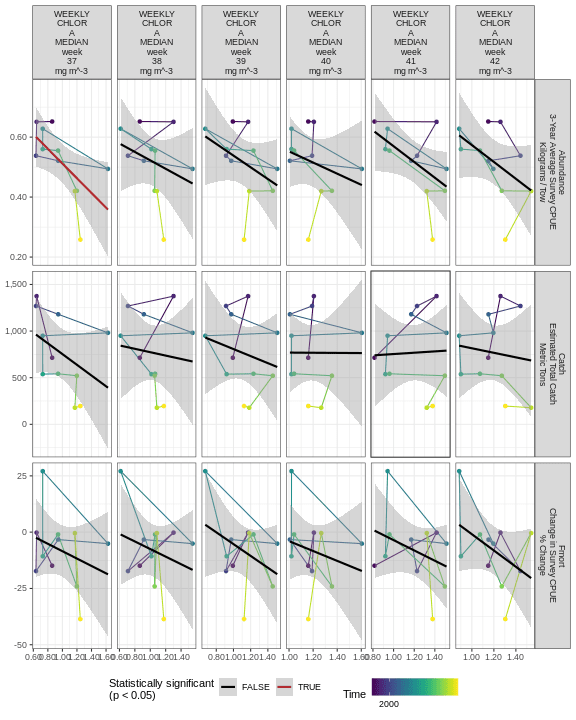 WEEKLY
CHLOR
A
MEDIAN
week
37
mg m^-3
WEEKLY
CHLOR
A
MEDIAN
week
38
mg m^-3
WEEKLY
CHLOR
A
MEDIAN
week
39
mg m^-3
WEEKLY
CHLOR
A
MEDIAN
week
40
mg m^-3
WEEKLY
CHLOR
A
MEDIAN
week
41
mg m^-3
WEEKLY
CHLOR
A
MEDIAN
week
42
mg m^-3
0.60
0.40
0.20
Abundance
3-Year Average Survey CPUE
Kilograms / Tow
1,500
1,000
500
0
Catch
Estimated Total Catch
Metric Tons
25
0
-25
-50
Fmort
Change in Survey CPUE
% Change
0.60 0.80 1.00 1.20 1.40 1.60
0.80 1.00 1.20 1.40
0.80 1.00 1.20 1.40
1.00 1.20 1.40 1.60
0.80 1.00 1.20 1.40
1.00 1.20 1.40
Statistically significant
(p < 0.05)
FALSE
TRUE
Time
2000